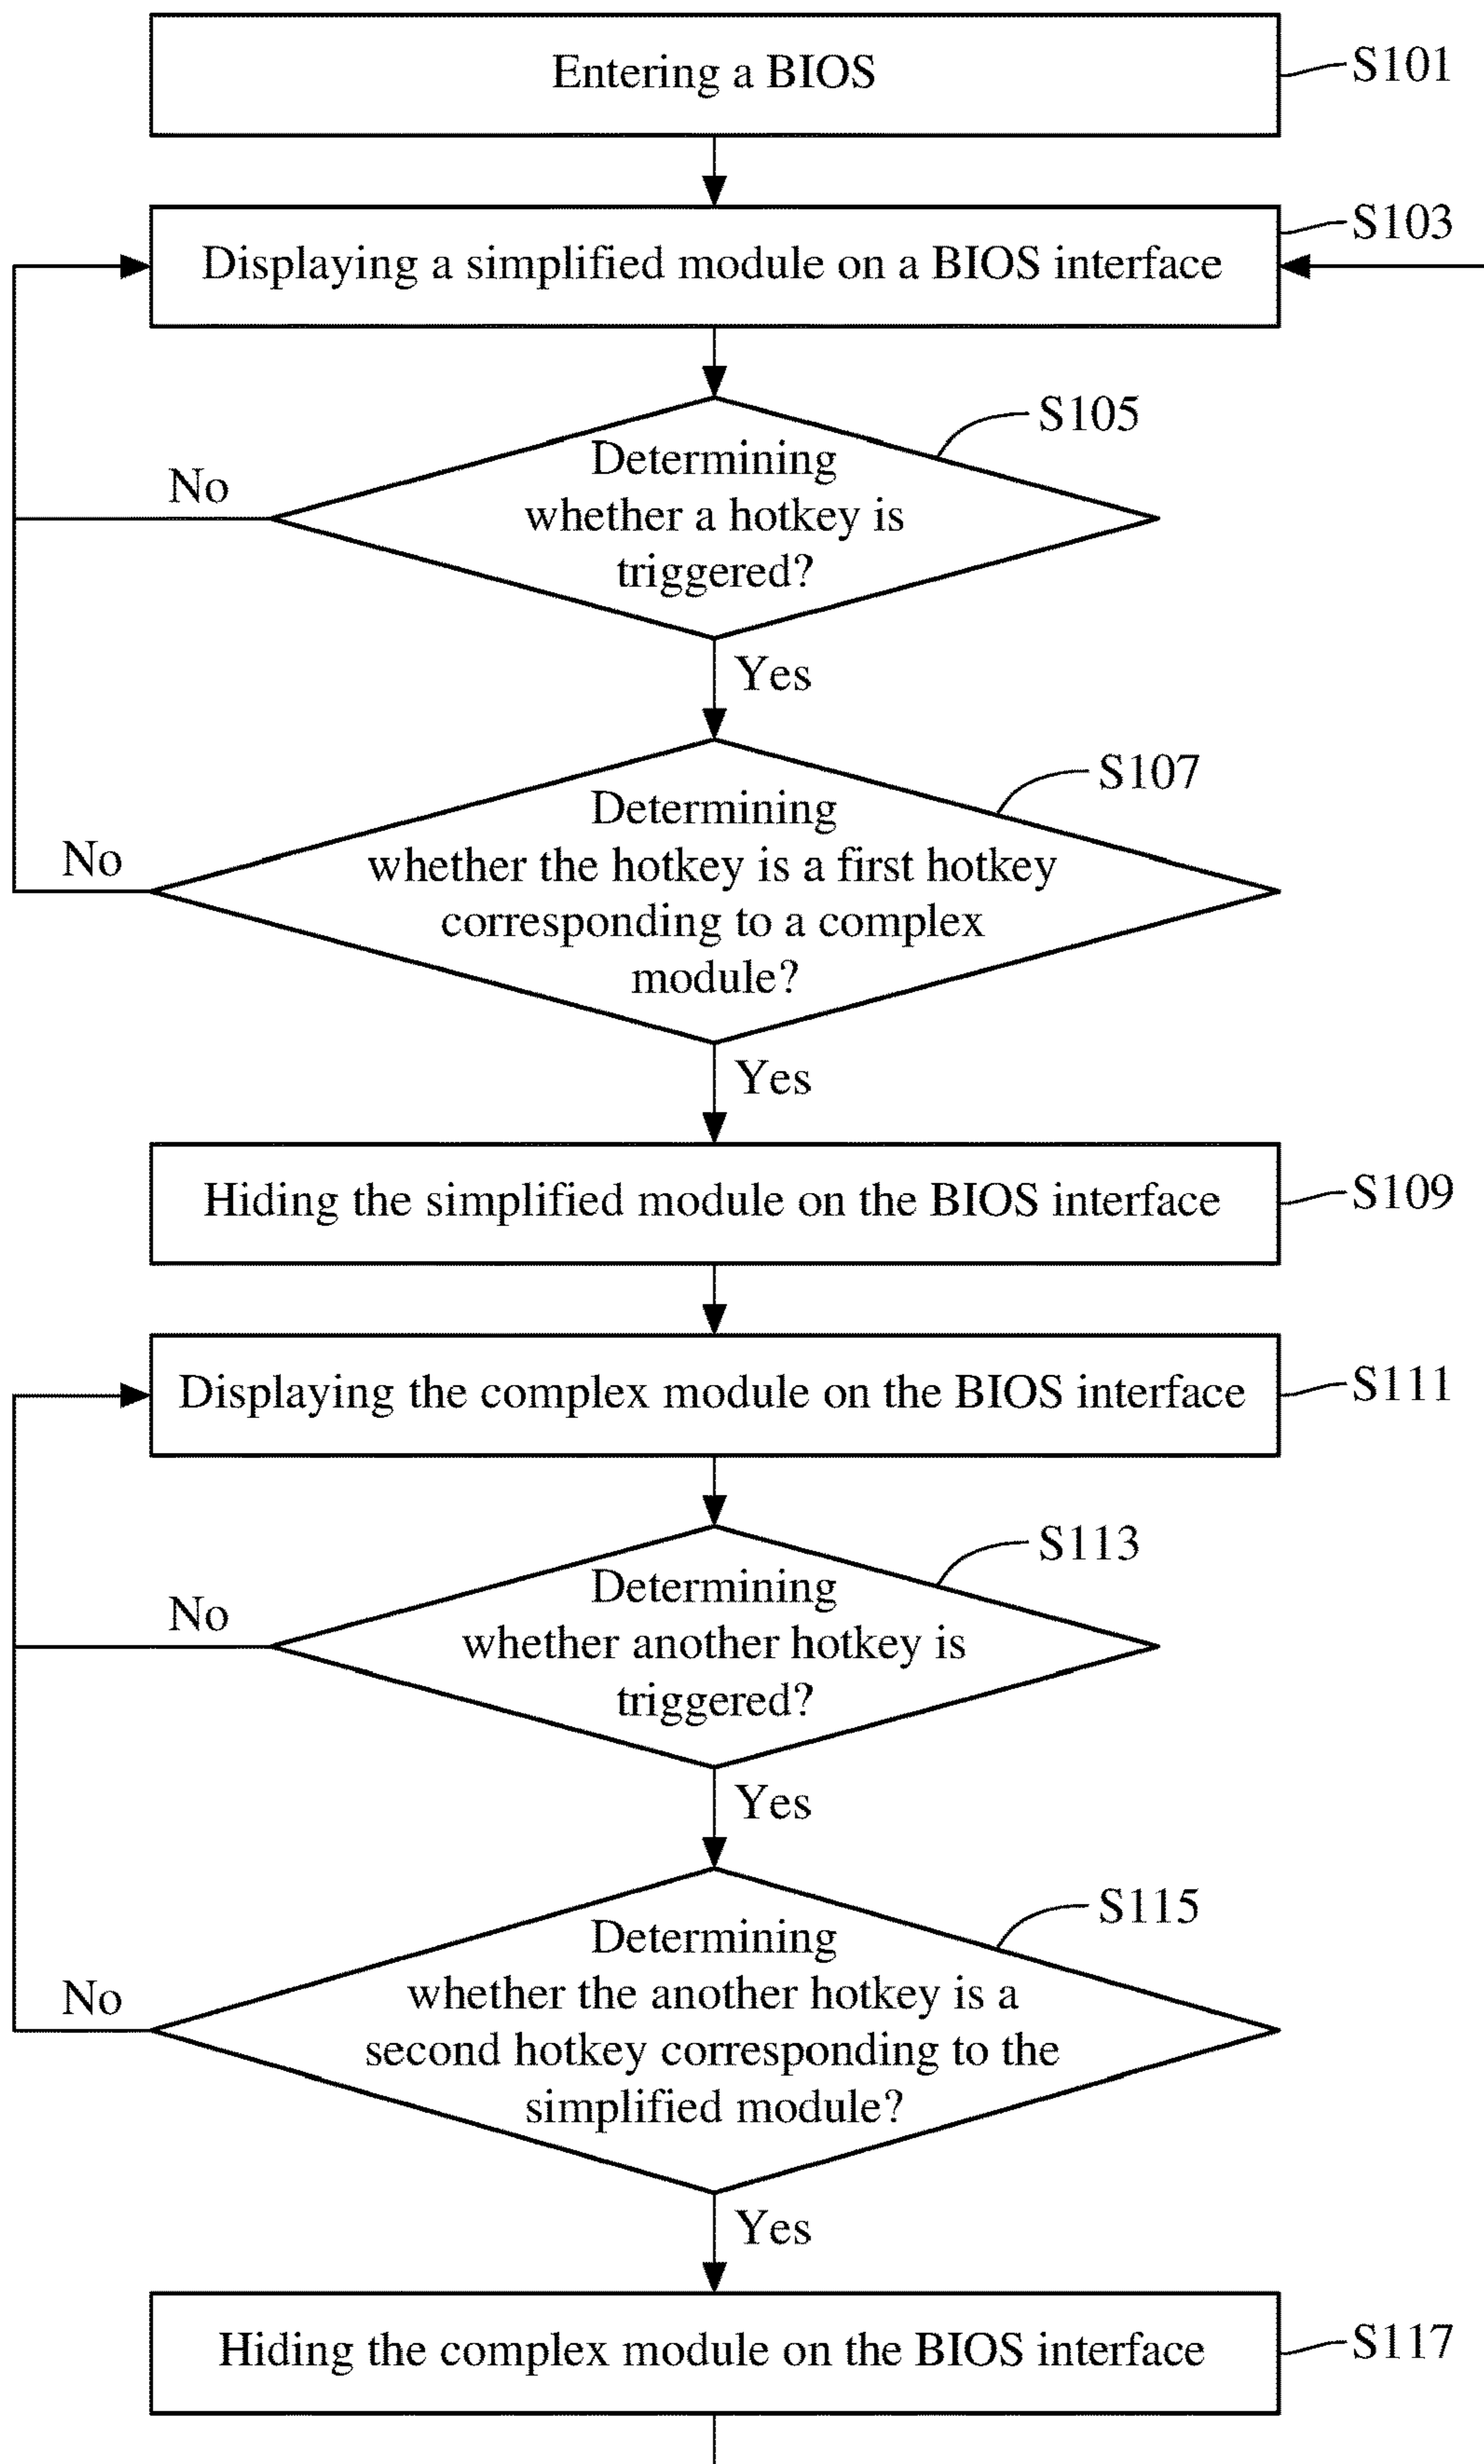 Entering a BIOS
S101
Displaying a simplified module on a BIOS interface
S103
Determining
whether a hotkey is
triggered?
S105
No
Yes
Determining
whether the hotkey is a first hotkey
corresponding to a complex
module?
S107
No
Yes
Hiding the simplified module on the BIOS interface
S109
Displaying the complex module on the BIOS interface
S111
Determining
whether another hotkey is
triggered?
S113
No
Yes
Determining
whether the another hotkey is a
second hotkey corresponding to the
simplified module?
S115
No
Yes
Hiding the complex module on the BIOS interface
S117